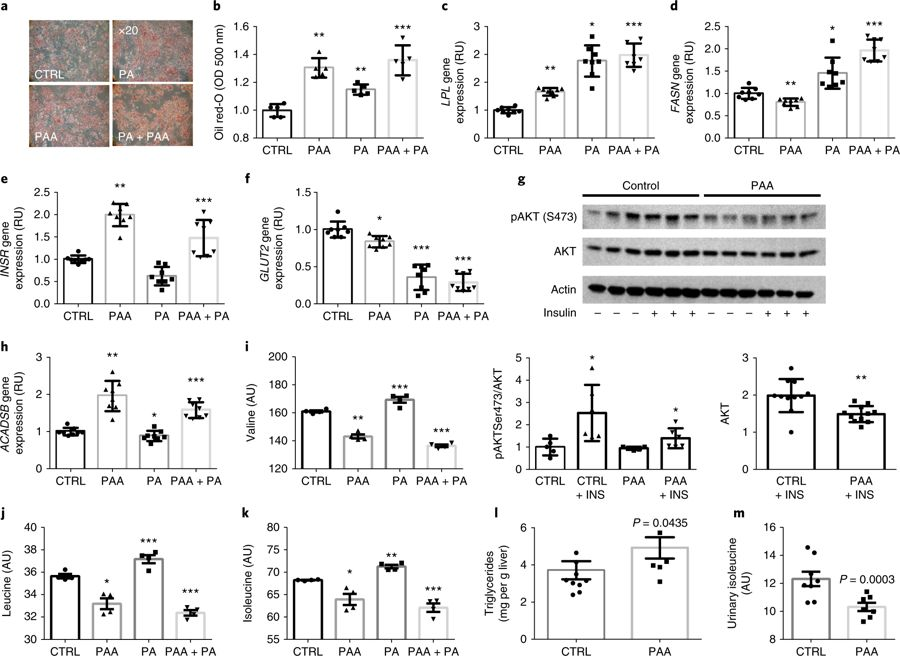 a
×20
CTRL
PA
PAA
PA + PAA
b
Oil red-O (OD 500 nm)
1.8
1.6
1.4
1.2
1.0
0.8
**
**
***
CTRL PAA PA PAA + PA
c
LPL gene
expression (RU)
4
3
2
1
0
**
*
***
CTRL PAA PA PAA + PA
d
FASN gene
expression (RU)
2.5
2.0
1.5
1.0
0.5
0.0
**
*
***
CTRL PAA PA PAA + PA
e
INSR gene
expression (RU)
2.5
2.0
1.5
1.0
0.5
0.0
**
***
CTRL PAA PA PAA + PA
f
GLUT2 gene
expression (RU)
1.5
1.0
0.5
0.0
*
***
***
CTRL PAA PA PAA + PA
g
Control PAA
pAKT (S473)
AKT
Actin
Insulin – – – + + + – – – + + +
h
ACADSB gene
expression (RU)
3
2
1
0
**
*
***
CTRL PAA PA PAA + PA
i
Valine (AU)
200
180
160
140
120
**
***
***
CTRL PAA PA PAA + PA
pAKTSer473/AKT
5
4
3
2
1
0
*
*
CTRL CTRL PAA PAA
+ INS + INS
AKT
3
2
1
0
**
CTRL PAA
+ INS + INS
j
Leucine (AU)
40
38
36
34
32
30
*
***
***
CTRL PAA PA PAA + PA
k
Isoleucine (AU)
80
75
70
65
60
55
*
**
***
CTRL PAA PA PAA + PA
l
Triglycerides
(mg per g liver)
6
4
2
0
P = 0.0435
CTRL PAA
m
Urinary isoleucine
(AU)
16
14
12
10
8
P = 0.0003
CTRL PAA